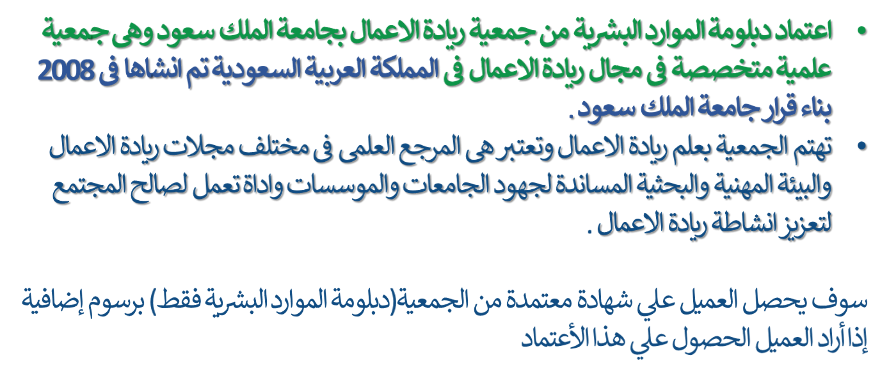 • اعتماد دبلومة الموارد البشرية من جمعية ريادة الاعمال بجامعة الملك سعود وهى جمعية
علمية متخصصة فى مجال ريادة الاعمال فى المملكة العربية السعودية تم انشاها فى 2008
بناء قرار جامعة الملك سعود .
• تهتم الجمعية بعلم ريادة الاعمال وتعتبر هى المرجع العلمى فى مختلف مجلات ريادة الاعمال
والبيئة المهنية والبحثية المساندة لجهود الجامعات والموسسات واداة تعمل لصالح المجتمع
لتعزيز انشاطة ريادة الاعمال .
سوف يحصل العميل علي شهادة معتمدة من الجمعية(دبلومة الموارد البشرية فقط) برسوم إضافية
إذا أراد العميل الحصول علي هذا الأعتماد